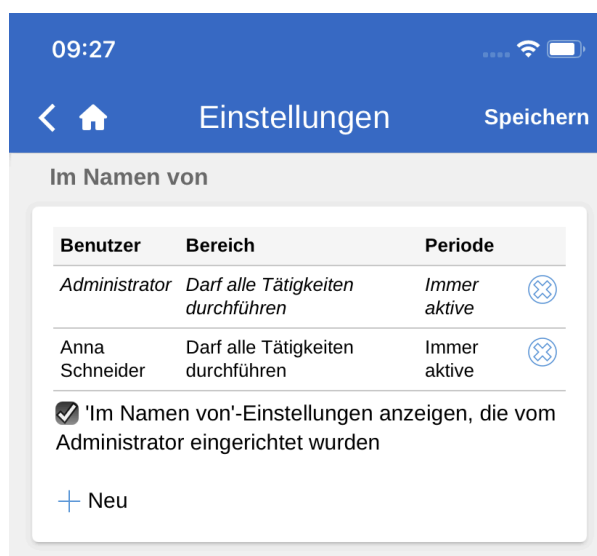 09:27
Einstellungen Speichern
Im Namen von
Benutzer Bereich Periode
Administrator Darf alle Tätigkeiten Immer
durchführen aktive
Anna Darf alle Tätigkeiten Immer
Schneider durchführen aktive
'Im Namen von'-Einstellungen anzeigen, die vom
Administrator eingerichtet wurden
+ Neu